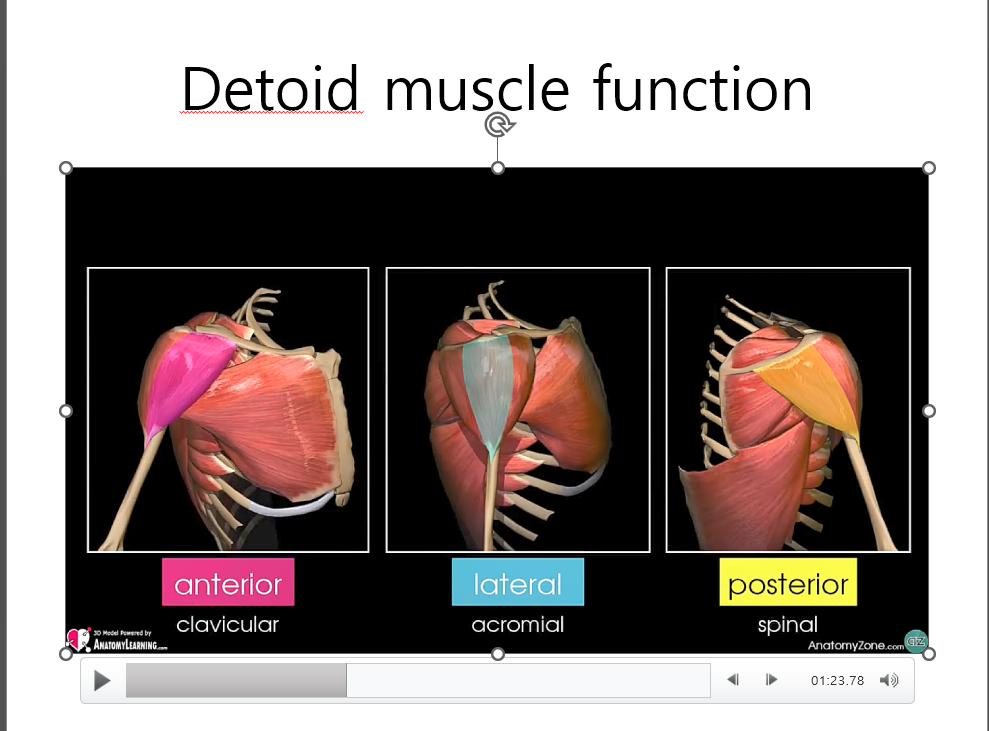 Detoid muscle function
anterior
lateral
posterior
clavicular
acromial
spinal
3D Model Powered by
ANATOMYLEARNING.com
AnatomyZone.com
az
01:23.78